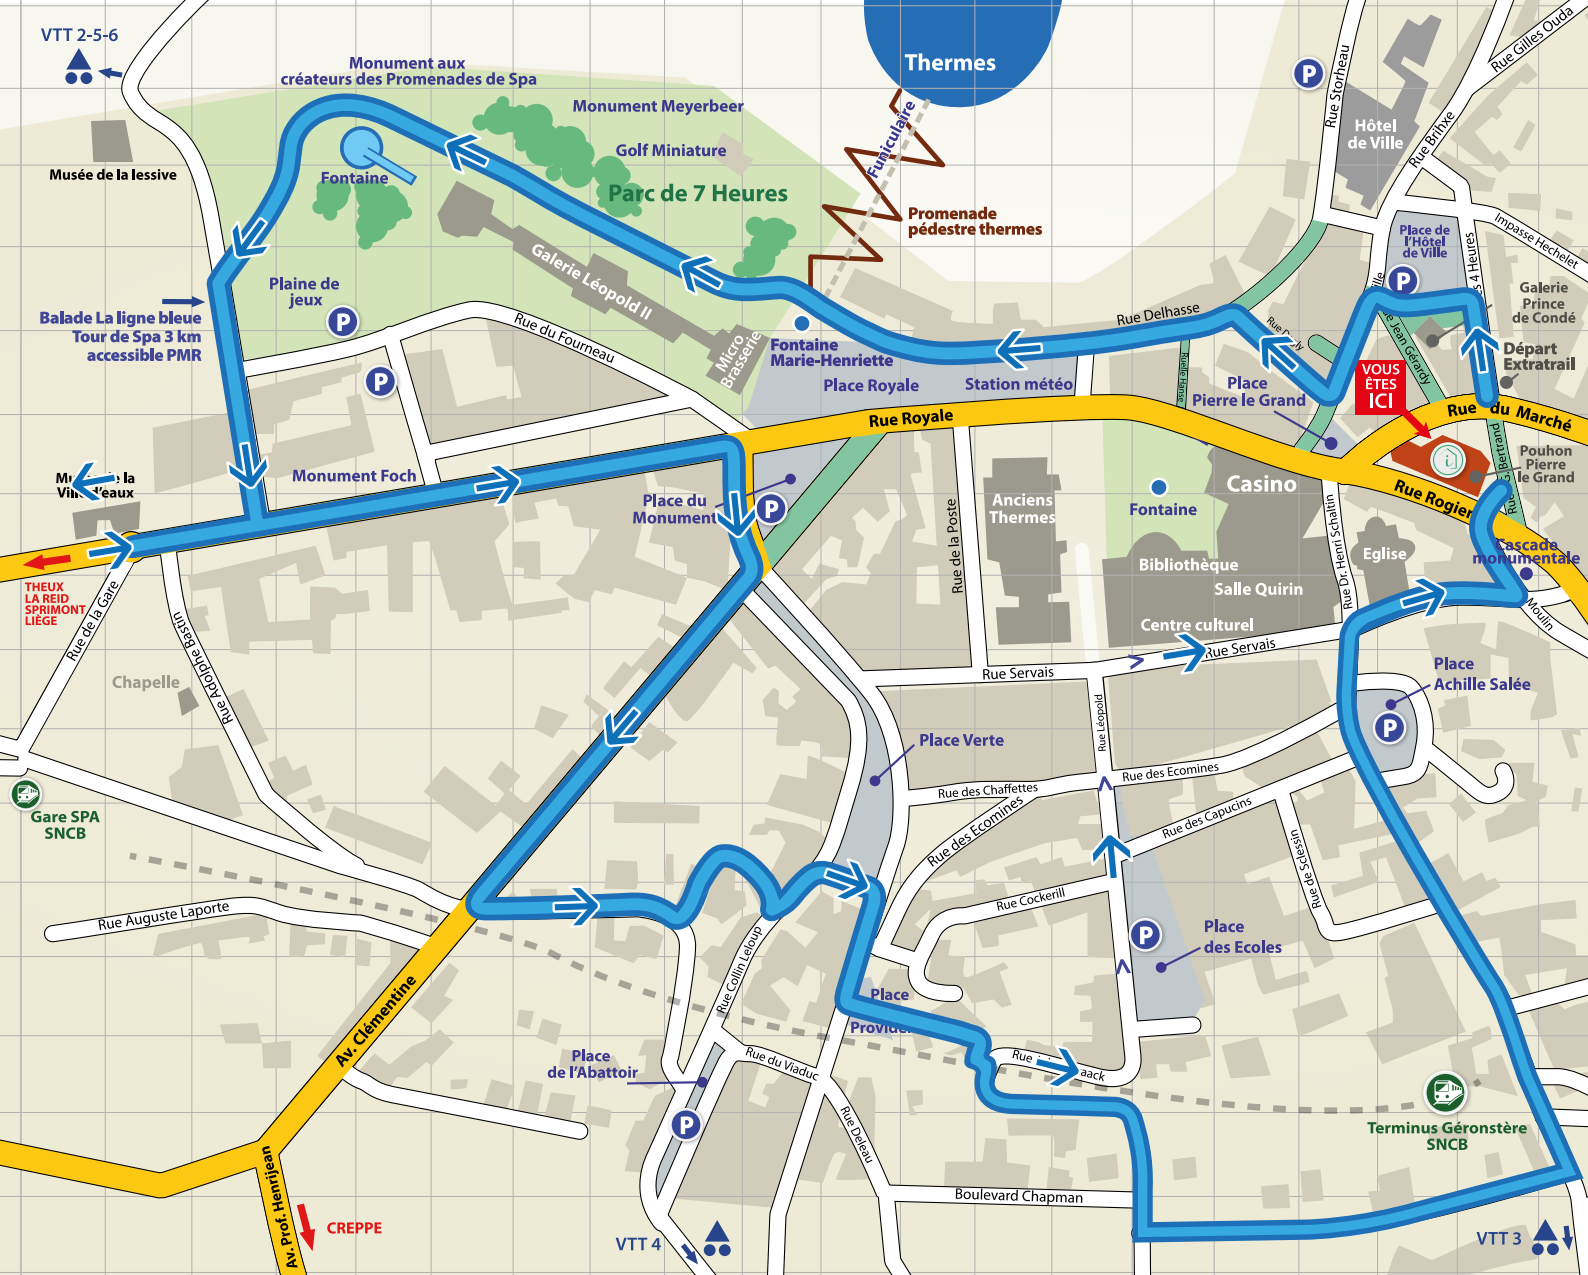 VTT 2-5-6
Monument aux
créateurs des Promenades de Spa
Monument Meyerbeer
Golf Miniature
Parc de 7 Heures
Fontaine
Musée de la lessive
Thermes
Funiculaire
Promenade
pédestre thermes
P
Rue Storheau
Hôtel
de Ville
Rue Brihxe
Rue Gilles Ouda
Impasse Hechelet
Place de
l'Hôtel
de Ville
P
4 Heures
Galerie
Prince
de Condé
Départ
Extratrail
Jean Gérardy
Galerie Léopold II
Plaine de
jeux
P
Balade La ligne bleue
Tour de Spa 3 km
accessible PMR
Rue du Fourneau
P
Micro
Brasserie
Fontaine
Marie-Henriette
Place Royale
Station météo
Rue Delhasse
Ruelle Hanse
Place
Pierre le Grand
VOUS
ÊTES
ICI
Rue du Marché
Rue Royale
Pouhon
Pierre
le Grand
Bertrand
Rue Rogier
Monument Foch
Place du
Monument
P
Rue de la Poste
Anciens
Thermes
Fontaine
Casino
Bibliothèque
Salle Quirin
Centre culturel
Rue Dr. Henri Schaltin
Eglise
Cascade
monumentale
Moulin
THEUX
LA REID
SPRIMONT
LIÈGE
Rue de la Gare
Rue Adolphe Bastin
Chapelle
Rue Servais
Rue Servais
Place
Achille Salée
P
Rue Léopold
Place Verte
Rue des Chaffettes
Rue des Ecomines
Rue des Ecomines
Rue des Capucins
Rue de Sclessin
Gare SPA
SNCB
Rue Auguste Laporte
Rue Cockerill
P
Place
des Ecoles
Rue Collin Leloup
Place
Av. Clémentine
Place
de l'Abattoir
Rue du Viaduc
P
Rue Deleau
Terminus Géronstère
SNCB
Boulevard Chapman
Av. Prof. Henrijean
CREPPE
VTT 4
VTT 3